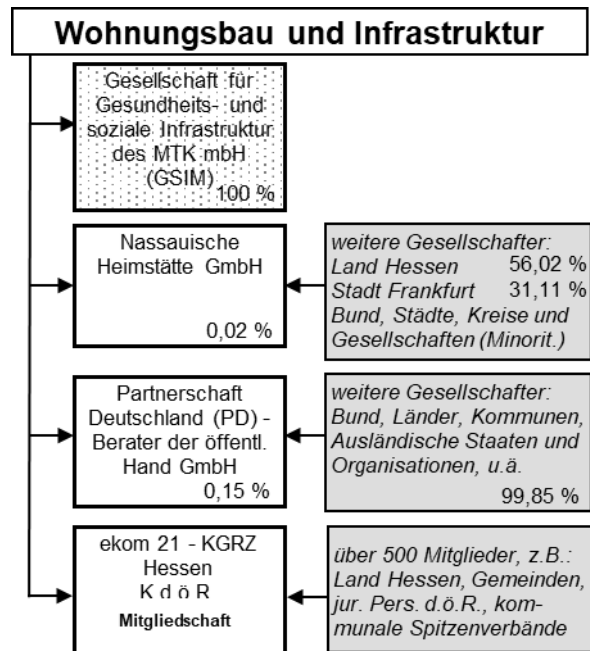 Wohnungsbau und Infrastruktur
Gesellschaft für
Gesundheits- und
soziale Infrastruktur
des MTK mbH
(GSIM)
100 %
Nassauische
Heimstätte GmbH
0,02 %
weitere Gesellschafter:
Land Hessen 56,02 %
Stadt Frankfurt 31,11 %
Bund, Städte, Kreise und
Gesellschaften (Minorit.)
Partnerschaft
Deutschland (PD) -
Berater der öffentl.
Hand GmbH
0,15 %
weitere Gesellschafter:
Bund, Länder, Kommunen,
Ausländische Staaten und
Organisationen, u.ä.
99,85 %
ekom 21 - KGRZ
Hessen
K d ö R
Mitgliedschaft
über 500 Mitglieder, z.B.:
Land Hessen, Gemeinden,
jur. Pers. d.ö.R., kom-
munale Spitzenverbände